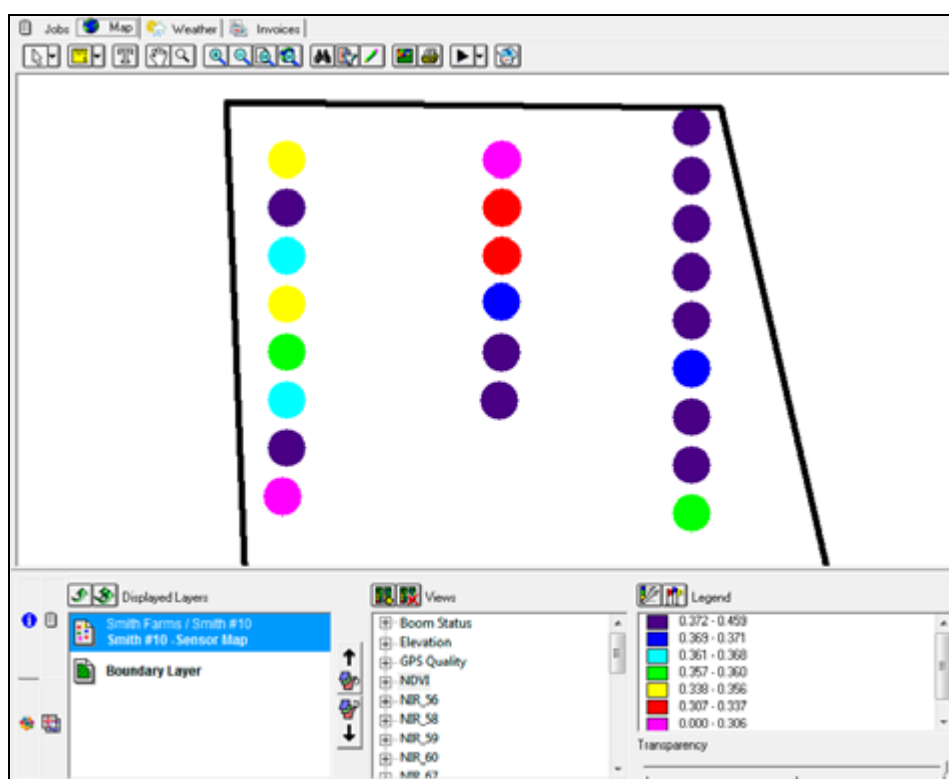 Jobs Map Weather Invoices
T
Displayed Layers
Smith Farms / Smith #10
Smith #10 -Sensor Map
Boundary Layer
Views
Boom Status
Elevation
GPS Quality
NDVI
NIR_56
NIR_58
NIR_59
NIR_60
NIR_67
Legend
0.372 - 0.459
0.369 - 0.371
0.361 - 0.368
0.357 - 0.360
0.338 - 0.356
0.307 - 0.337
0.000 - 0.306
Transparency